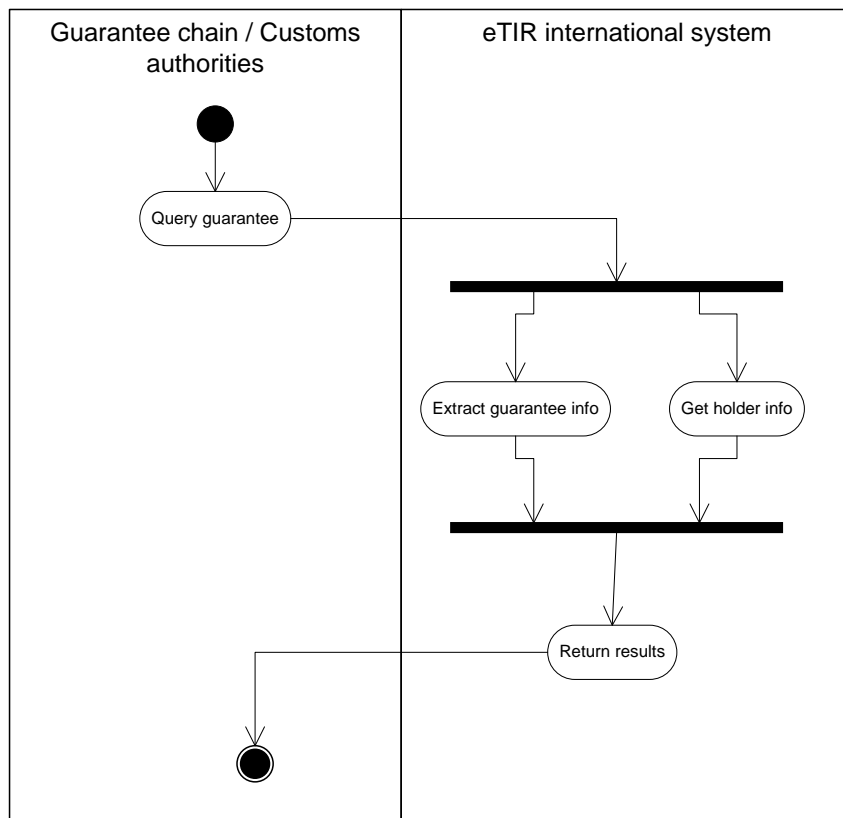 Guarantee chain / Customs
authorities
eTIR international system
Query guarantee
Extract guarantee info
Get holder info
Return results